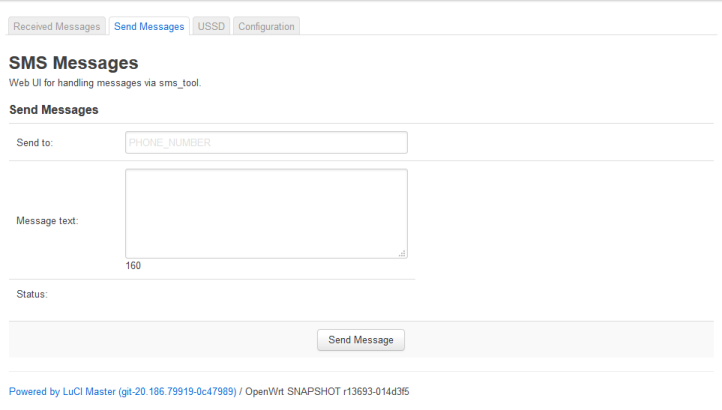 Received Messages Send Messages USSD Configuration
SMS Messages
Web UI for handling messages via sms_tool.
Send Messages
Send to: PHONE_NUMBER
Message text:
160
Status:
Send Message
Powered by LuCI Master (git-20.186.79919-0c47989) / OpenWrt SNAPSHOT r13693-014d3f5